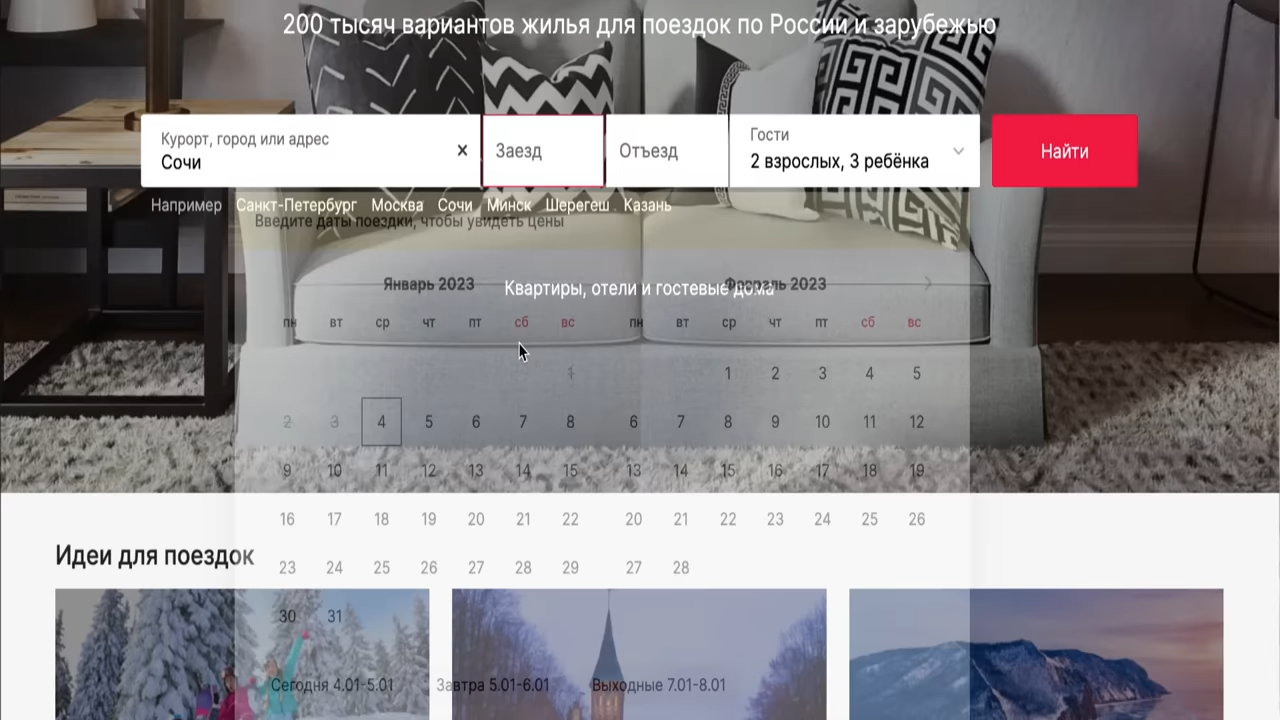 200 тысяч вариантов жилья для поездок по России и зарубежью
Курорт, город или адрес
Сочи
×
Заезд
Отъезд
Гости
2 взрослых, 3 ребёнка
Найти
Например Санкт-Петербург Москва Сочи Минск Шерегеш Казань
Введите даты поездки, чтобы увидеть цены
Квартиры, отели и гостевые дома
Январь 2023 Февраль 2023
пн вт ср чт пт сб вс пн вт ср чт пт сб вс
1 1 2 3 4 5
2 3 4 5 6 7 8 6 7 8 9 10 11 12
9 10 11 12 13 14 15 13 14 15 16 17 18 19
16 17 18 19 20 21 22 20 21 22 23 24 25 26
23 24 25 26 27 28 29 27 28
30 31
Идеи для поездок
Сегодня 4.01-5.01 Завтра 5.01-6.01 Выходные 7.01-8.01